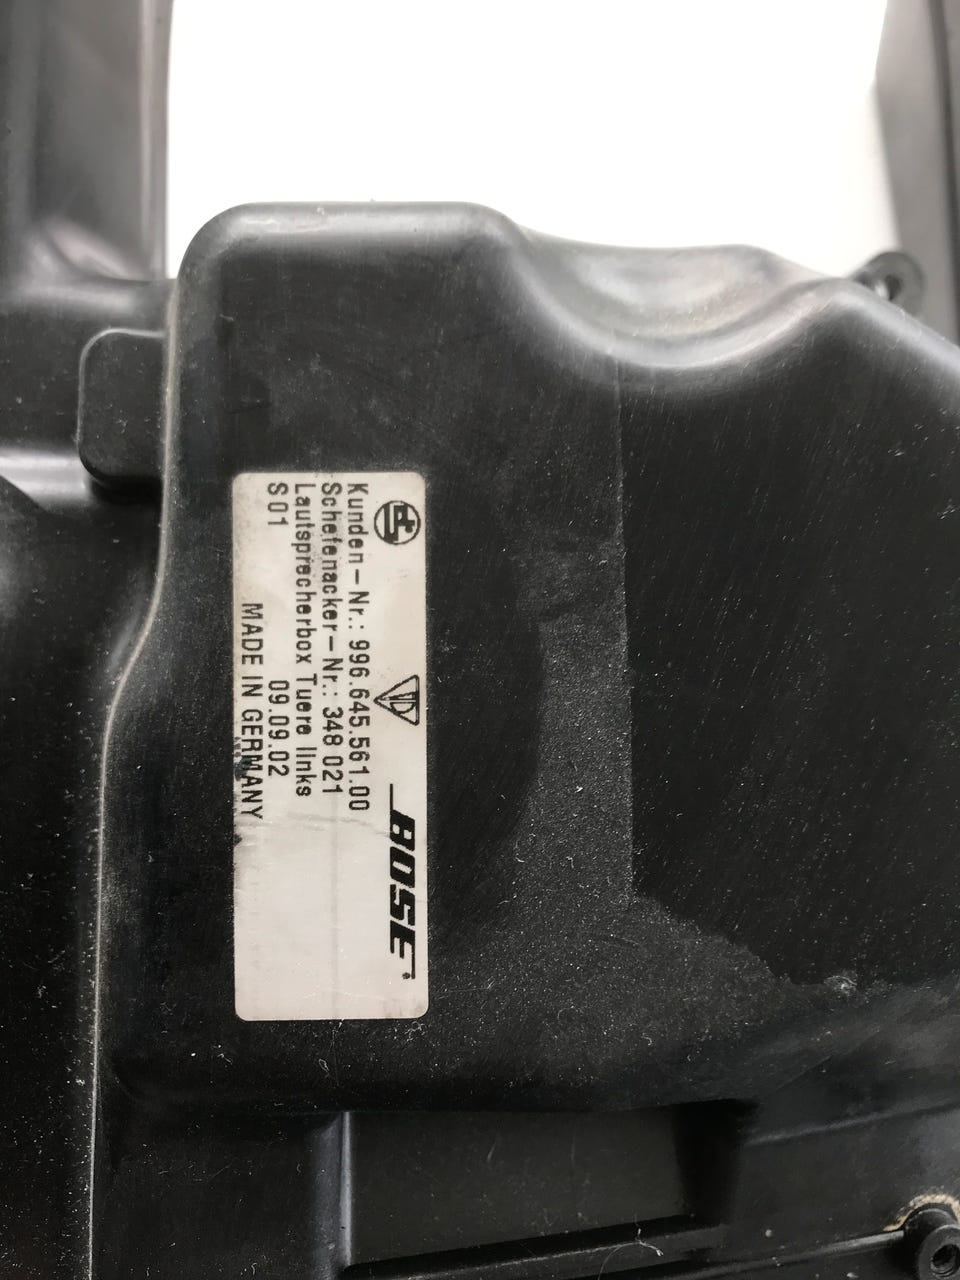 BOSE
Kunden-Nr.: 996.645.561.00
Schefenacker-Nr.: 348 021
Lautsprecherbox Tuere links
S01 09.09.02
MADE IN GERMANY